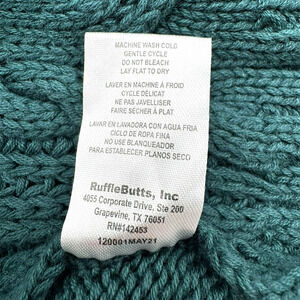 MACHINE WASH COLD
GENTLE CYCLE
DO NOT BLEACH
LAY FLAT TO DRY
LAVER EN MACHINE À FROID
CYCLE DÉLICAT
NE PAS JAVELLISER
FAIRE SÉCHER À PLAT
LAVAR EN LAVADORA CON AGUA FRIA
CICLO DE ROPA FINA
NO USE BLANQUEADOR
PARA ESTABLECER PLANOS SECO
RuffleButts, Inc
4055 Corporate Drive, Ste 200
Grapevine, TX 76051
RN#142453
120001MAY21